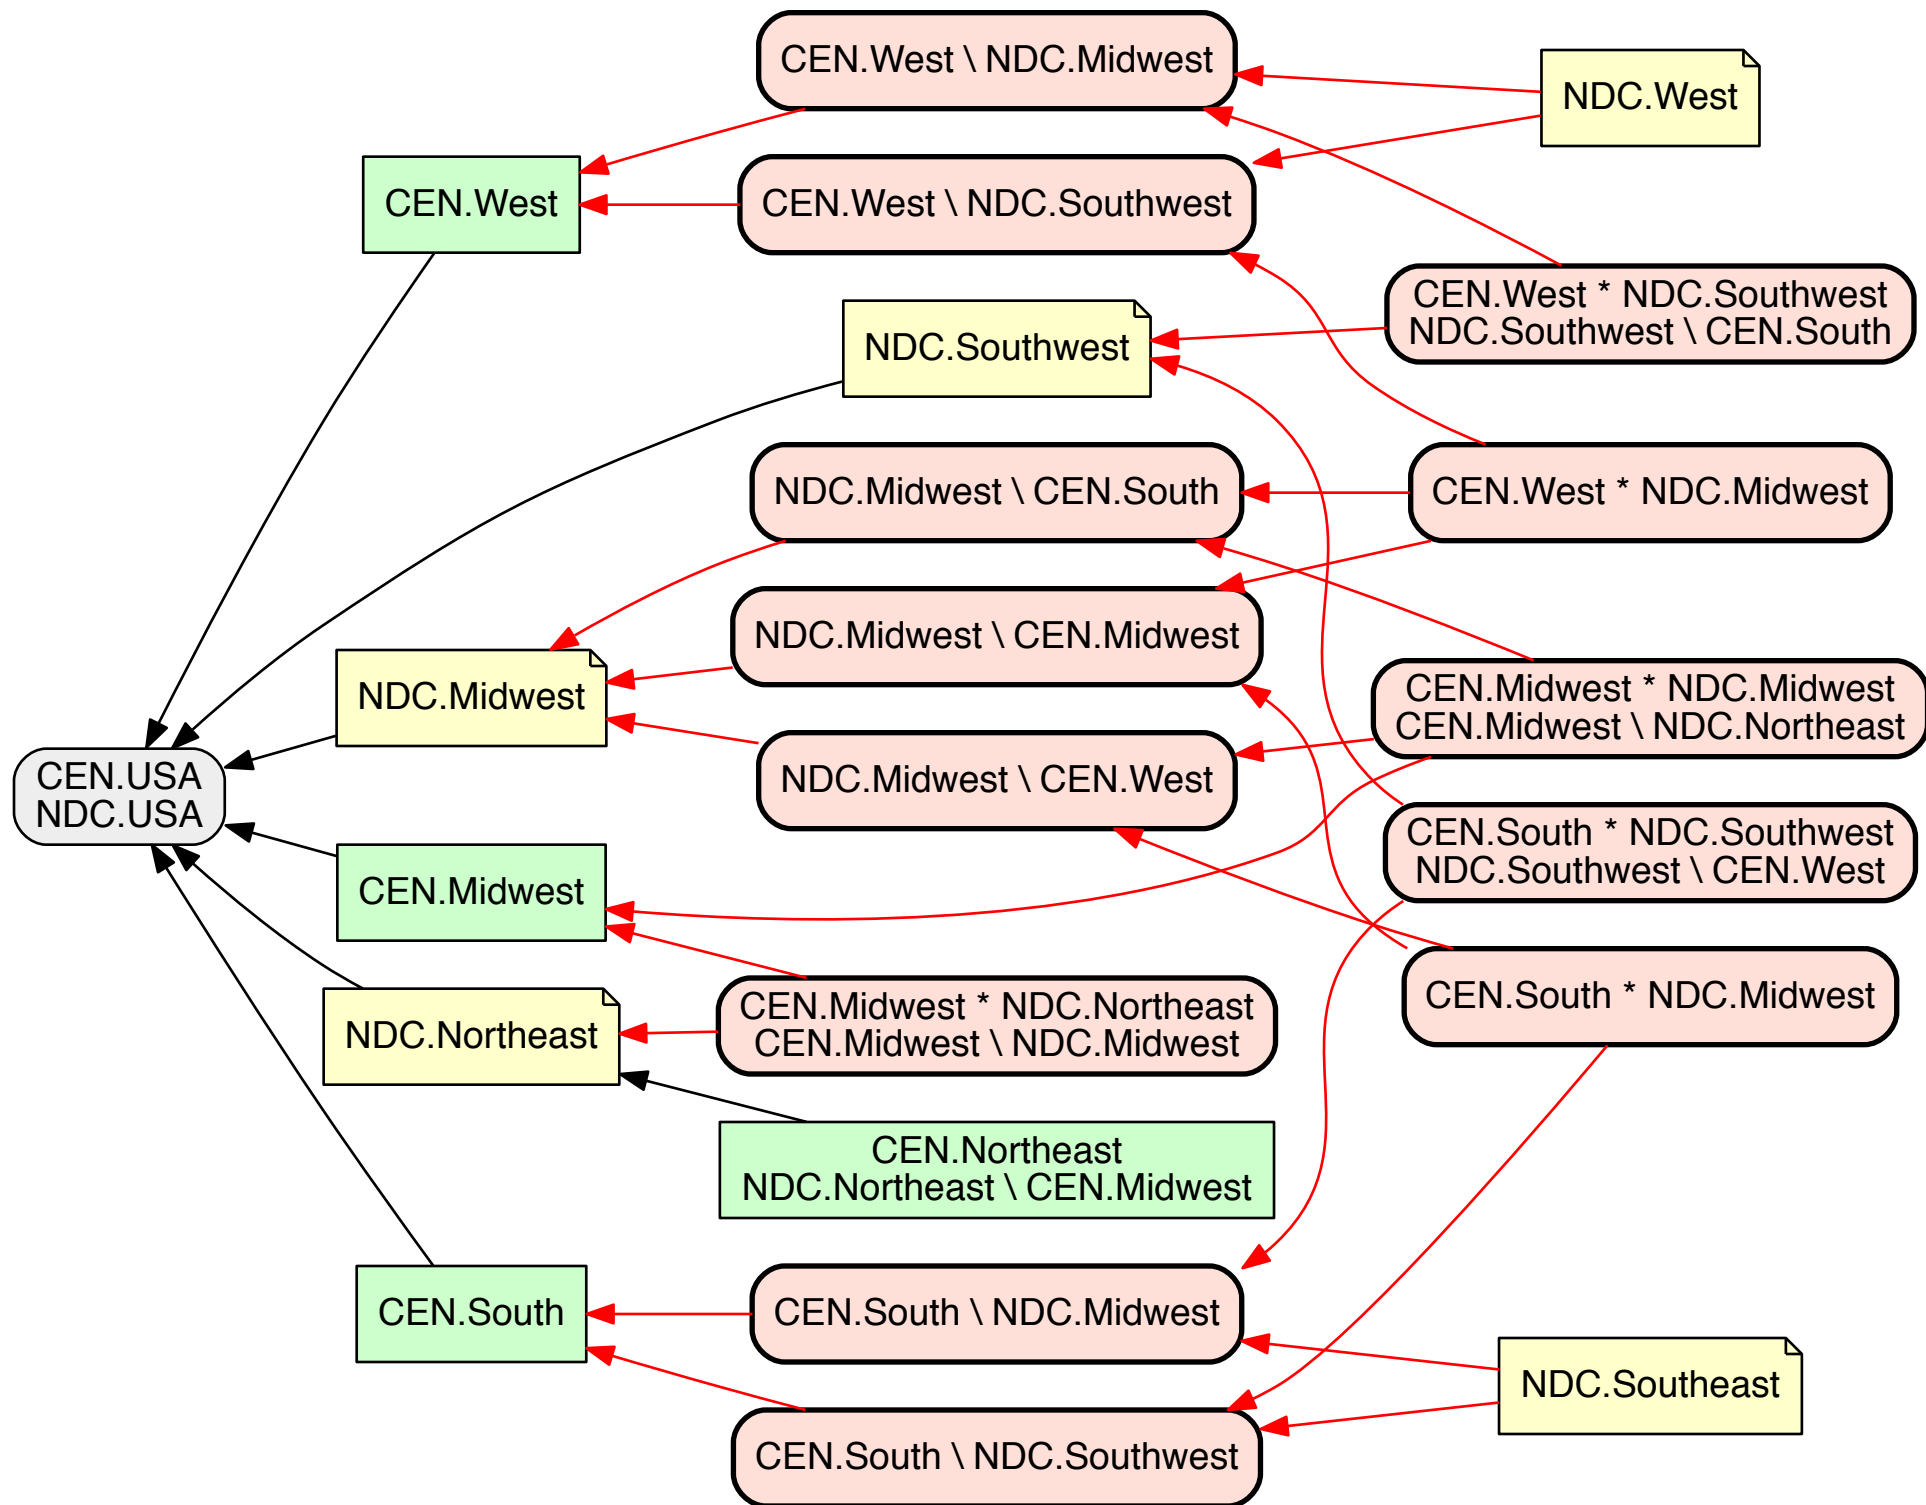 CEN.West \ NDC.Midwest
NDC.West
CEN.West
CEN.West \ NDC.Southwest
CEN.West * NDC.Southwest
NDC.Southwest \ CEN.South
NDC.Southwest
NDC.Midwest \ CEN.South
CEN.West * NDC.Midwest
NDC.Midwest \ CEN.Midwest
NDC.Midwest
CEN.Midwest * NDC.Midwest
CEN.Midwest \ NDC.Northeast
CEN.USA
NDC.USA
NDC.Midwest \ CEN.West
CEN.South * NDC.Southwest
NDC.Southwest \ CEN.West
CEN.Midwest
CEN.South * NDC.Midwest
NDC.Northeast
CEN.Midwest * NDC.Northeast
CEN.Midwest \ NDC.Midwest
CEN.Northeast
NDC.Northeast \ CEN.Midwest
CEN.South
CEN.South \ NDC.Midwest
NDC.Southeast
CEN.South \ NDC.Southwest